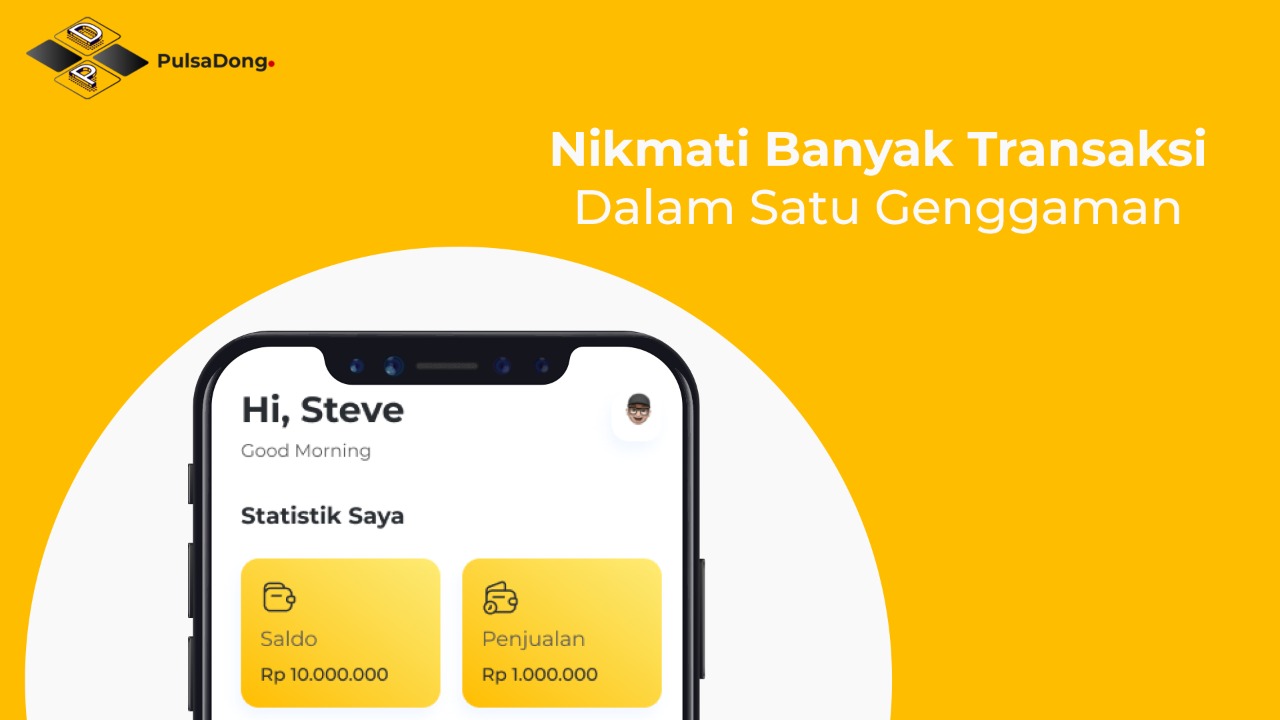 D
P
PulsaDong.
Nikmati Banyak Transaksi
Dalam Satu Genggaman
Hi, Steve
Good Morning
Statistik Saya
Saldo
Rp 10.000.000
Penjualan
Rp 1.000.000